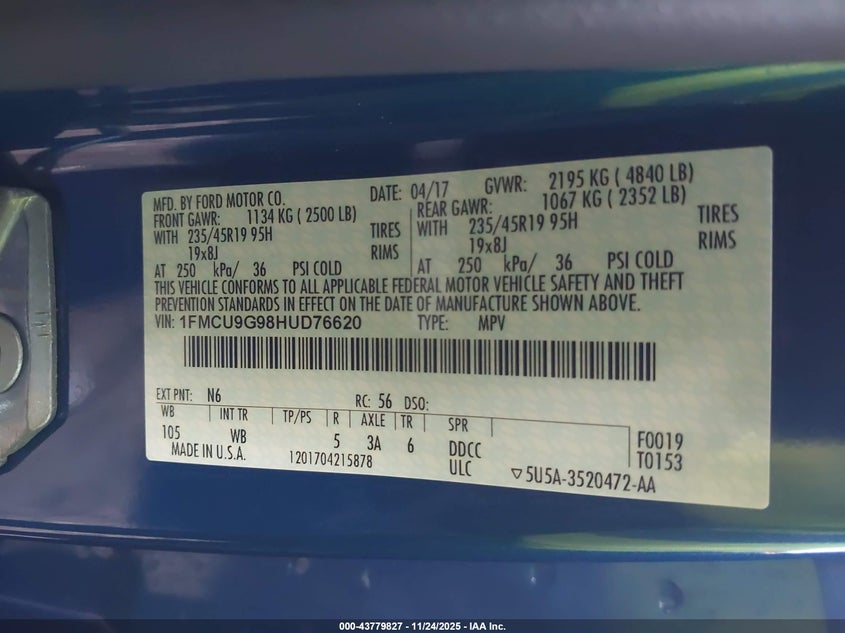 MFD. BY FORD MOTOR CO. DATE: 04/17 GVWR: 2195 KG ( 4840 LB)
FRONT GAWR: 1134 KG ( 2500 LB) REAR GAWR: 1067 KG ( 2352 LB)
WITH 235/45R19 95H TIRES WITH 235/45R19 95H TIRES
19x8J RIMS 19x8J RIMS
AT 250 kPa/ 36 PSI COLD AT 250 kPa/ 36 PSI COLD
THIS VEHICLE CONFORMS TO ALL APPLICABLE FEDERAL MOTOR VEHICLE SAFETY AND THEFT
PREVENTION STANDARDS IN EFFECT ON THE DATE OF MANUFACTURE SHOWN ABOVE.
VIN: 1FMCU9G98HUD76620 TYPE: MPV
EXT PNT: N6 RC: 56 DSO:
WB INT TR TP/PS R AXLE TR SPR
105 WB 5 3A 6 DDCC F0019
MADE IN U.S.A. 1201704215878 ULC T0153
5U5A-3520472-AA
000-43779827 - 11/24/2025 - IAA Inc.